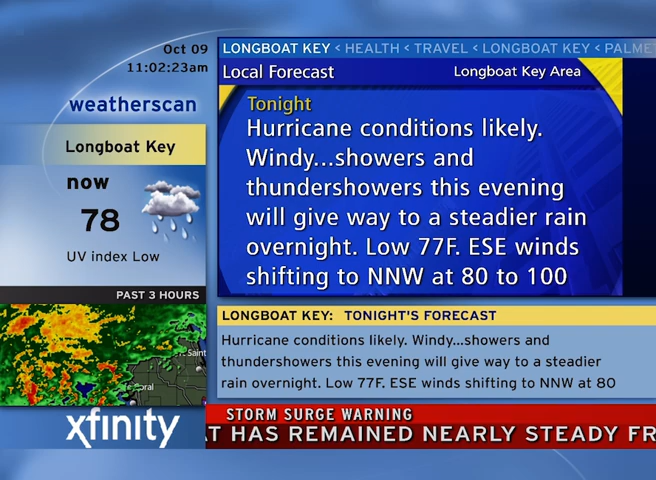 Oct 09
11:02:23am
weatherscan
Longboat Key
now
78
UV index Low
PAST 3 HOURS
Saint
Coral
xfinity
LONGBOAT KEY < HEALTH < TRAVEL < LONGBOAT KEY < PALME
Local Forecast
Longboat Key Area
Tonight
Hurricane conditions likely.
Windy...showers and
thundershowers this evening
will give way to a steadier rain
overnight. Low 77F. ESE winds
shifting to NNW at 80 to 100
LONGBOAT KEY: TONIGHT'S FORECAST
Hurricane conditions likely. Windy...showers and
thundershowers this evening will give way to a steadier
rain overnight. Low 77F. ESE winds shifting to NNW at 80
STORM SURGE WARNING
AT HAS REMAINED NEARLY STEADY FR